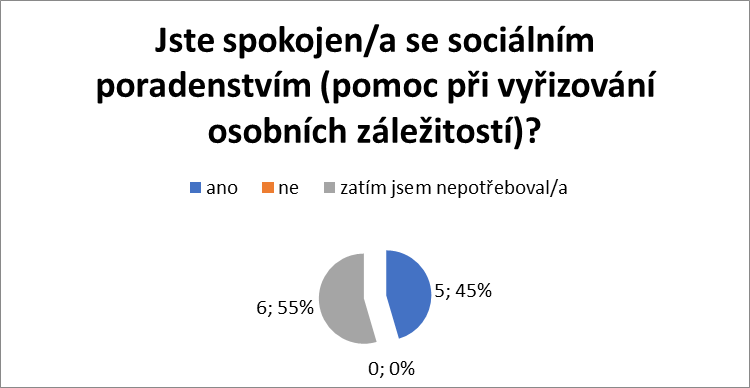 Jste spokojen/a se sociálním
poradenstvím (pomoc při vyřizování
osobních záležitostí)?
ano ne zatím jsem nepotřeboval/a
5; 45%
6; 55%
0; 0%